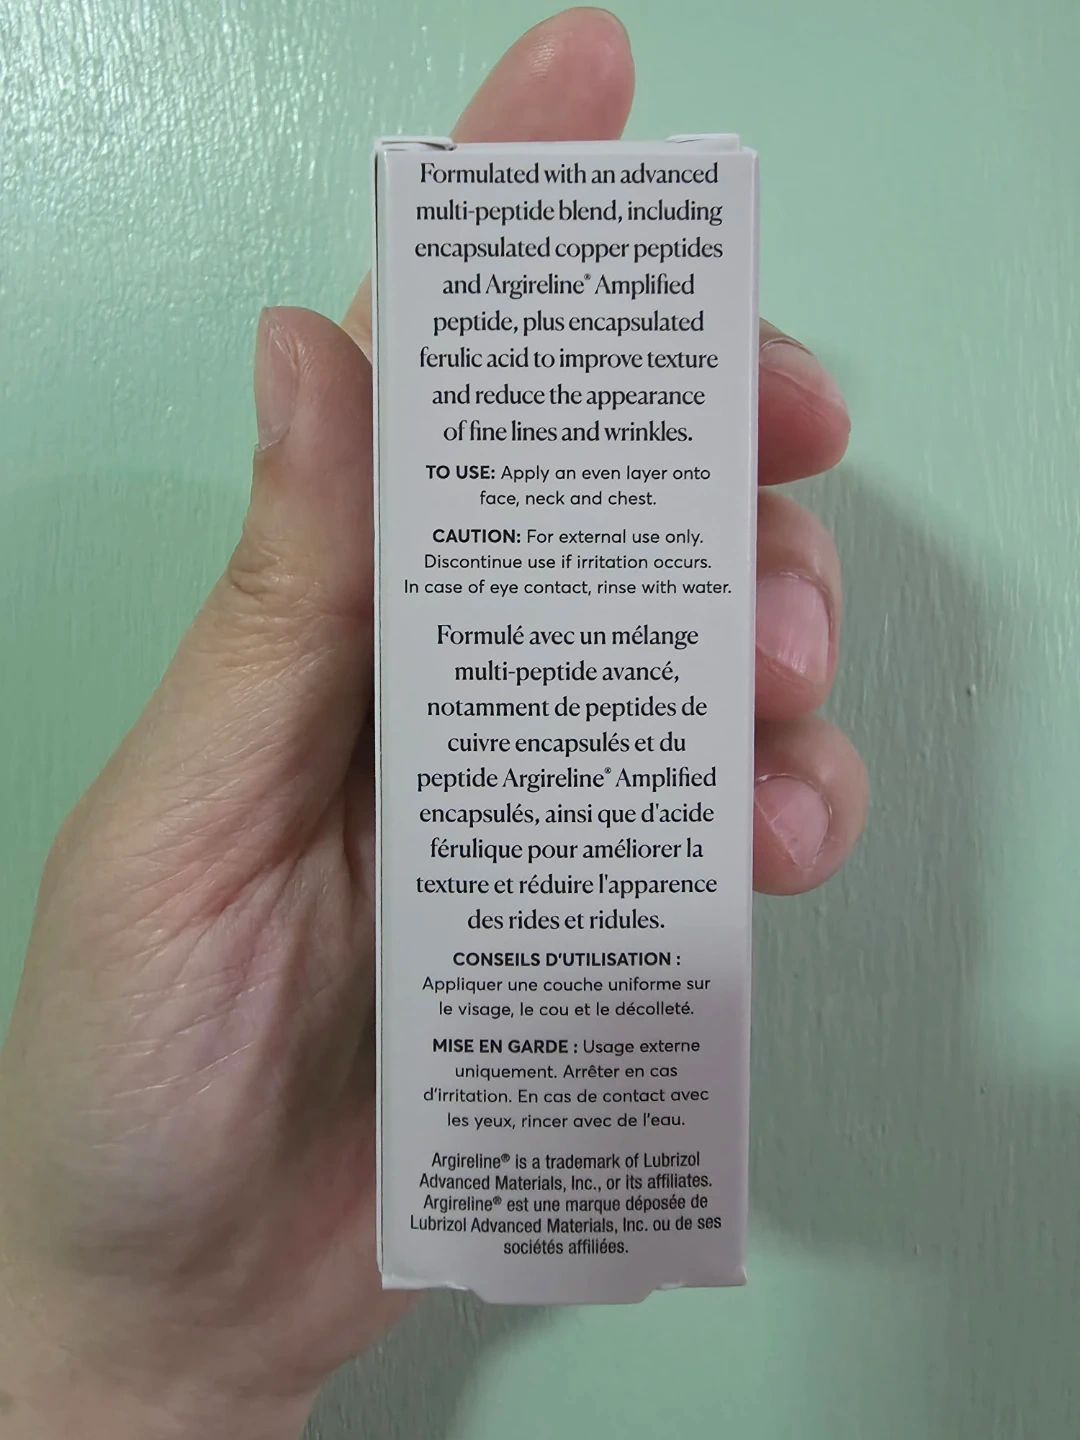 Formulated with an advanced
multi-peptide blend, including
encapsulated copper peptides
and Argireline® Amplified
peptide, plus encapsulated
ferulic acid to improve texture
and reduce the appearance
of fine lines and wrinkles.
TO USE: Apply an even layer onto
face, neck and chest.
CAUTION: For external use only.
Discontinue use if irritation occurs.
In case of eye contact, rinse with water.
Formulé avec un mélange
multi-peptide avancé,
notamment de peptides de
cuivre encapsulés et du
peptide Argireline® Amplified
encapsulés, ainsi que d'acide
férulique pour améliorer la
texture et réduire l'apparence
des rides et ridules.
CONSEILS D'UTILISATION :
Appliquer une couche uniforme sur
le visage, le cou et le décolleté.
MISE EN GARDE : Usage externe
uniquement. Arrêter en cas
d'irritation. En cas de contact avec
les yeux, rincer avec de l'eau.
Argireline® is a trademark of Lubrizol
Advanced Materials, Inc., or its affiliates.
Argireline® est une marque déposée de
Lubrizol Advanced Materials, Inc. ou de ses
sociétés affiliées.